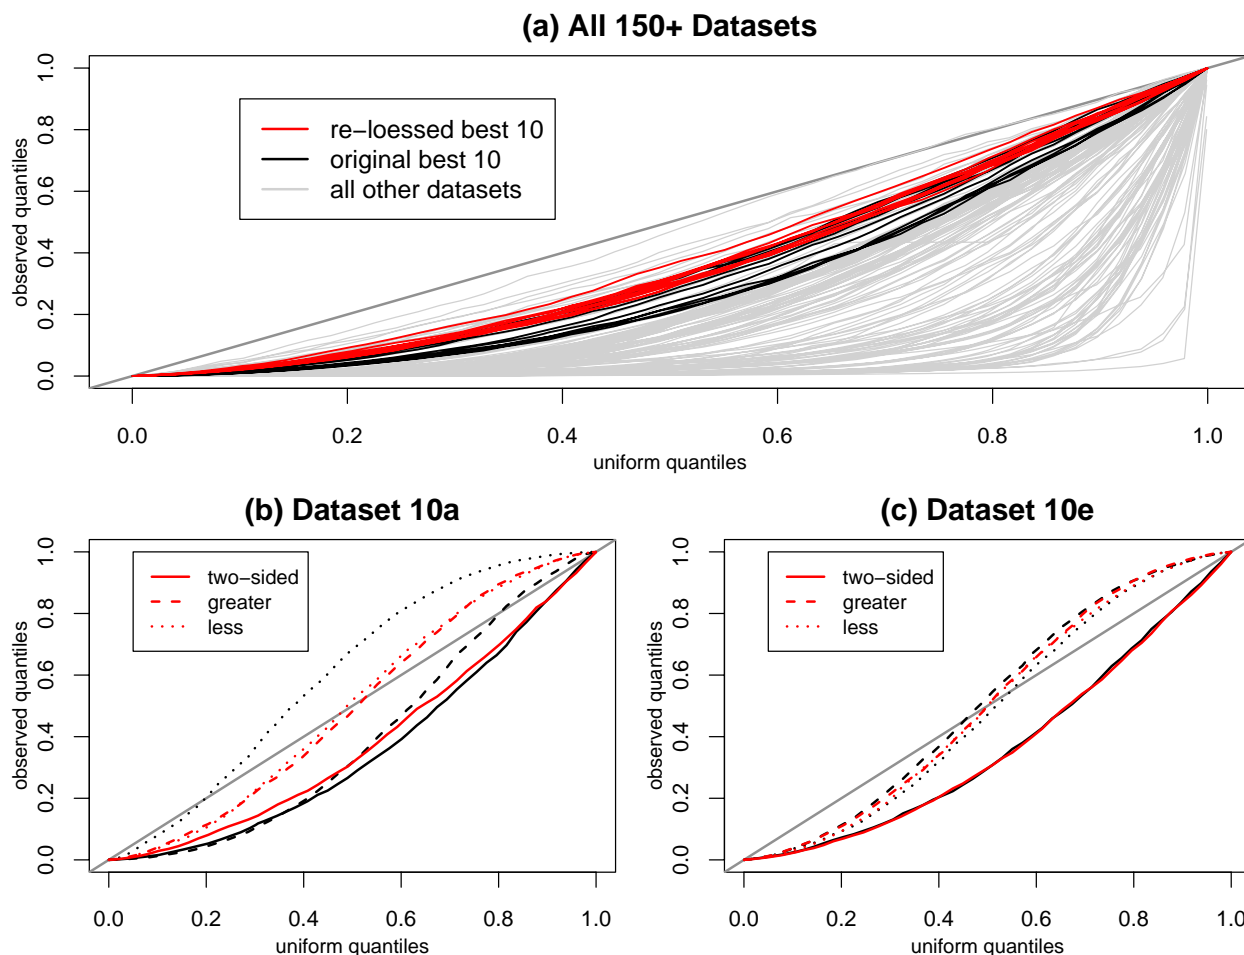 (a) All 150+ Datasets
observed quantiles
0.0 0.2 0.4 0.6 0.8 1.0
re−loessed best 10
original best 10
all other datasets
0.0 0.2 0.4 0.6 0.8 1.0
uniform quantiles
(b) Dataset 10a
observed quantiles
0.0 0.2 0.4 0.6 0.8 1.0
two−sided
greater
less
0.0 0.2 0.4 0.6 0.8 1.0
uniform quantiles
(c) Dataset 10e
observed quantiles
0.0 0.2 0.4 0.6 0.8 1.0
two−sided
greater
less
0.0 0.2 0.4 0.6 0.8 1.0
uniform quantiles